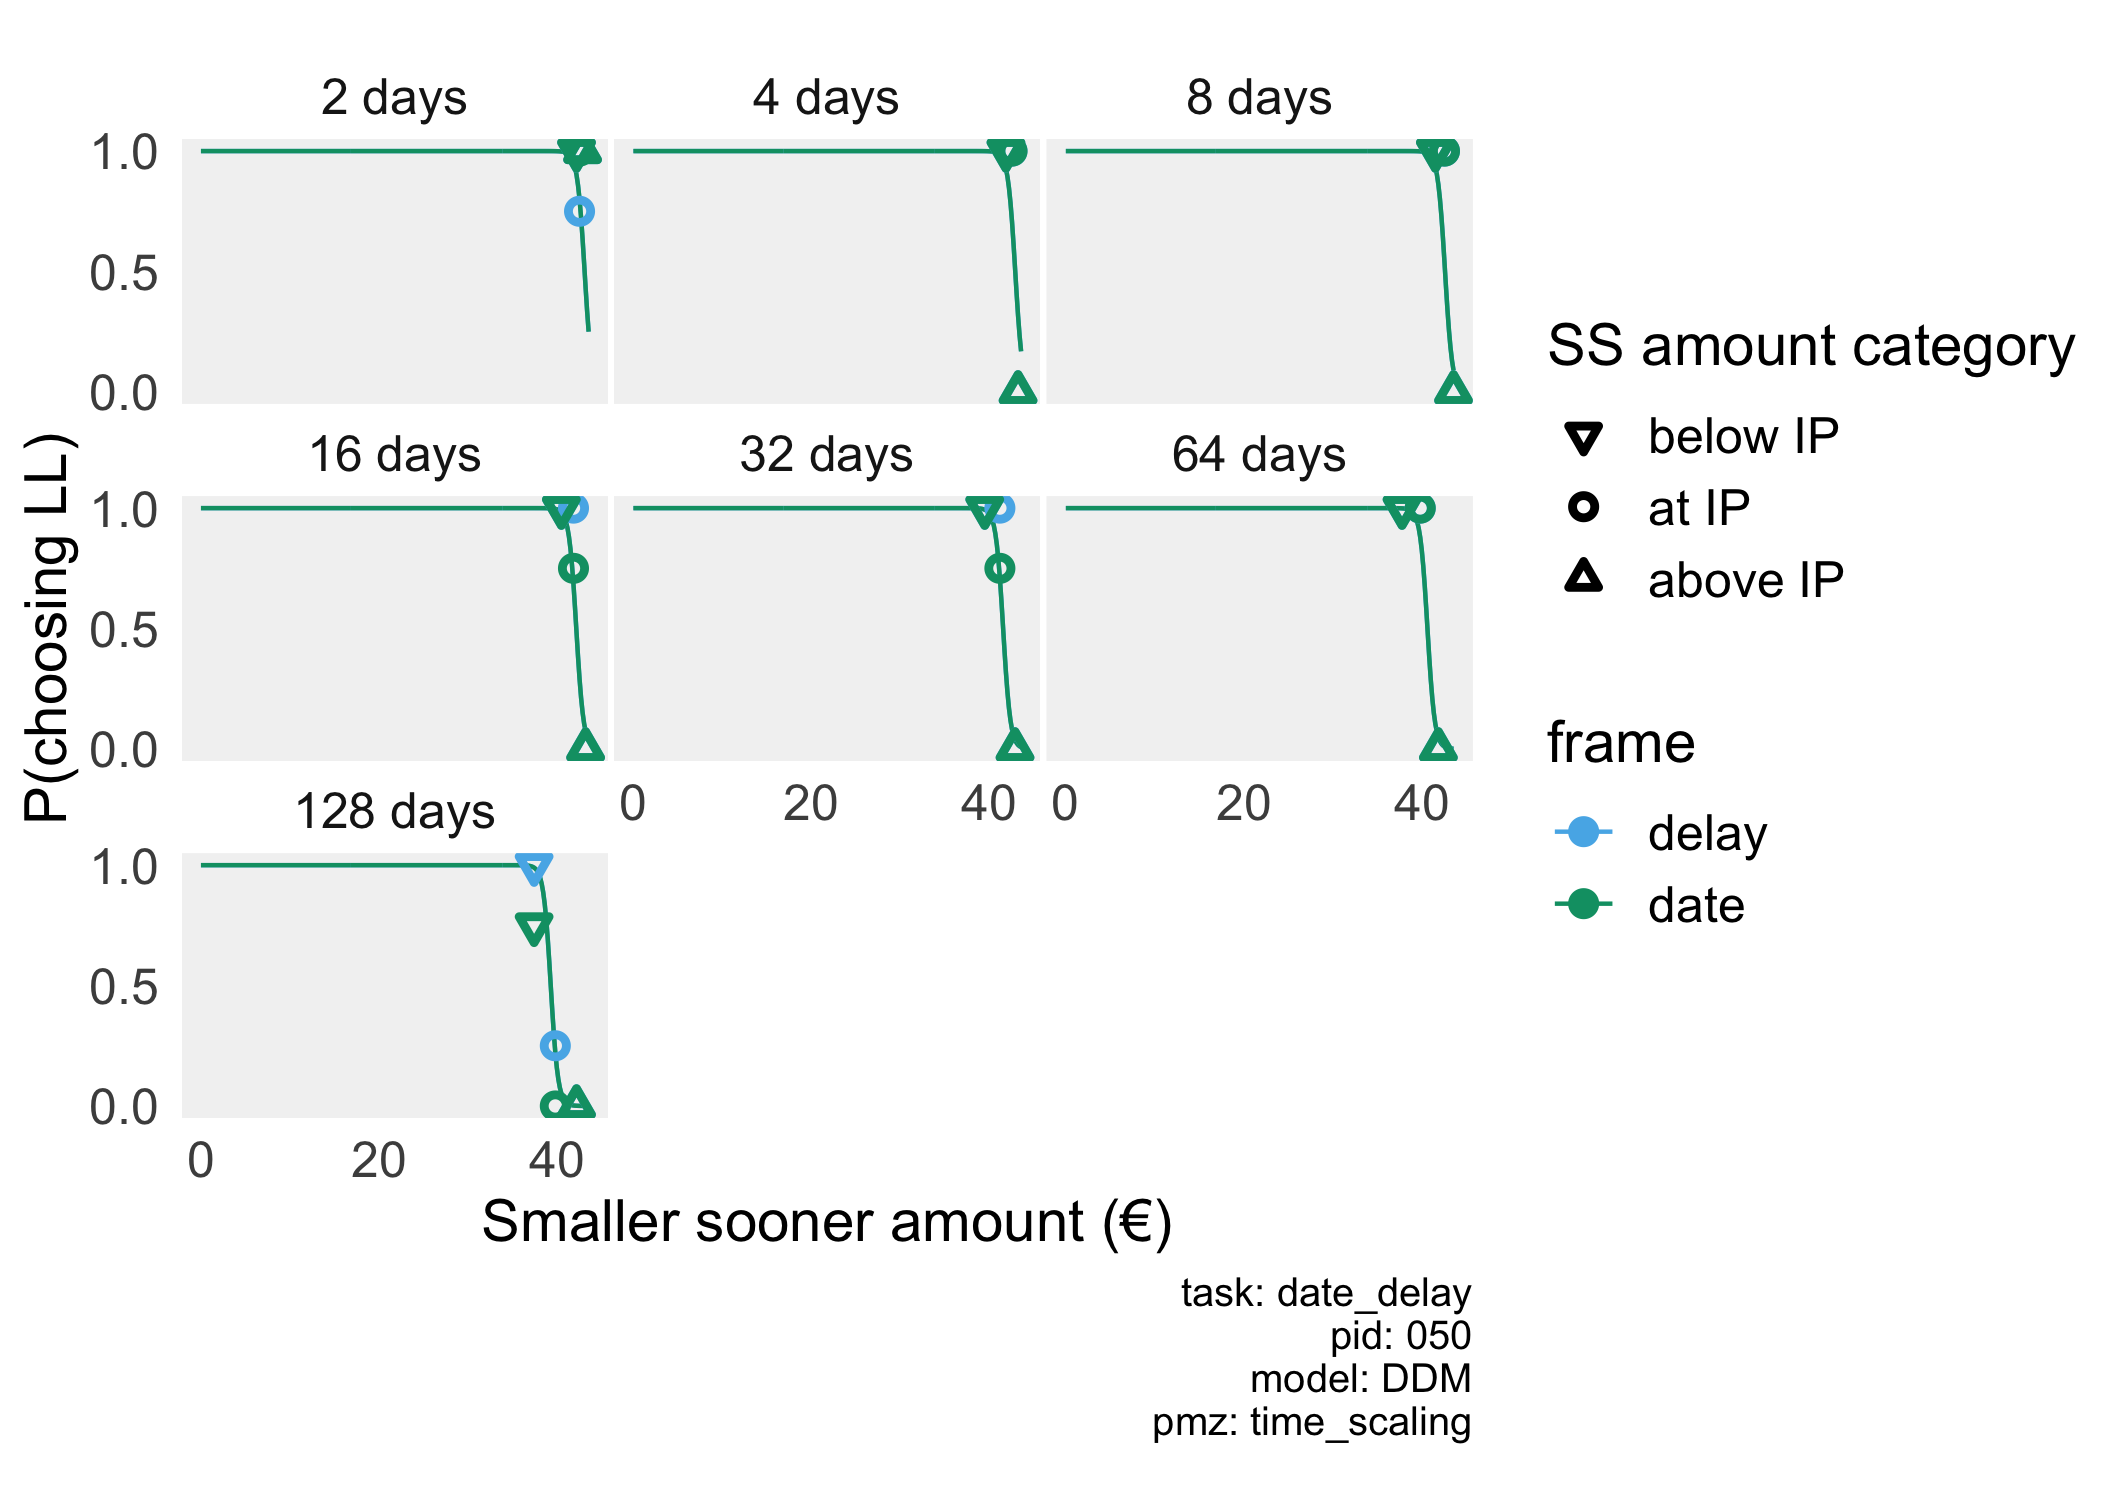 2 days
4 days
8 days
1.0
0.5
0.0
16 days
32 days
64 days
1.0
0.5
0.0
0 20 40
0 20 40
128 days
1.0
0.5
0.0
0 20 40
P(choosing LL)
Smaller sooner amount (€)
SS amount category
below IP
at IP
above IP
frame
delay
date
task: date_delay
pid: 050
model: DDM
pmz: time_scaling